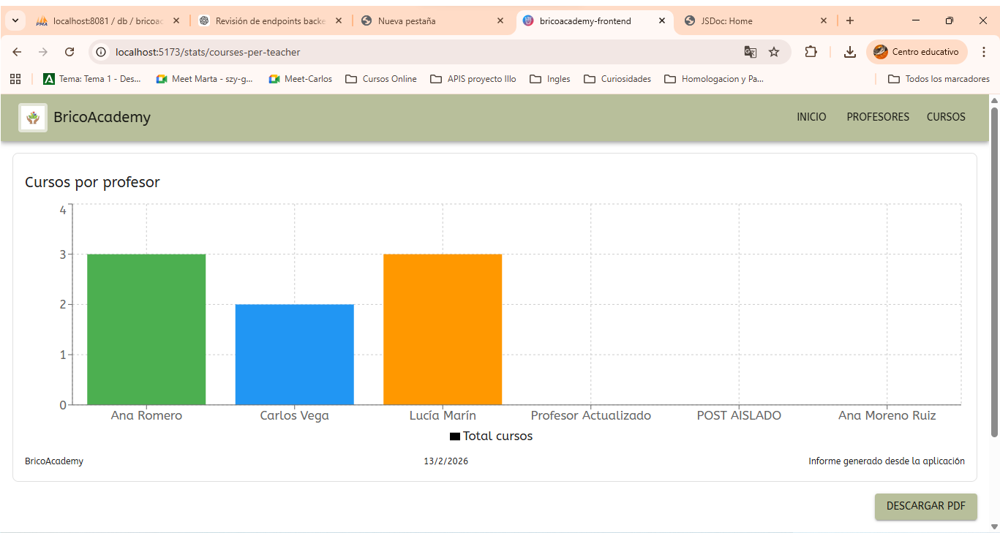 localhost:8081 / db / bricoac
Revisión de endpoints backe
Nueva pestaña
bricoacademy-frontend
JSDoc: Home
localhost:5173/stats/courses-per-teacher
Centro educativo
Tema: Tema 1 - Des...
Meet Marta - szy-g...
Meet-Carlos
Cursos Online
APIS proyecto IIIo
Ingles
Curiosidades
Homologacion y Pa...
Todos los marcadores
BricoAcademy
INICIO
PROFESORES
CURSOS
Cursos por profesor
4
3
2
1
0
Ana Romero
Carlos Vega
Lucía Marín
Profesor Actualizado
POST AISLADO
Ana Moreno Ruiz
Total cursos
BricoAcademy
13/2/2026
Informe generado desde la aplicación
DESCARGAR PDF